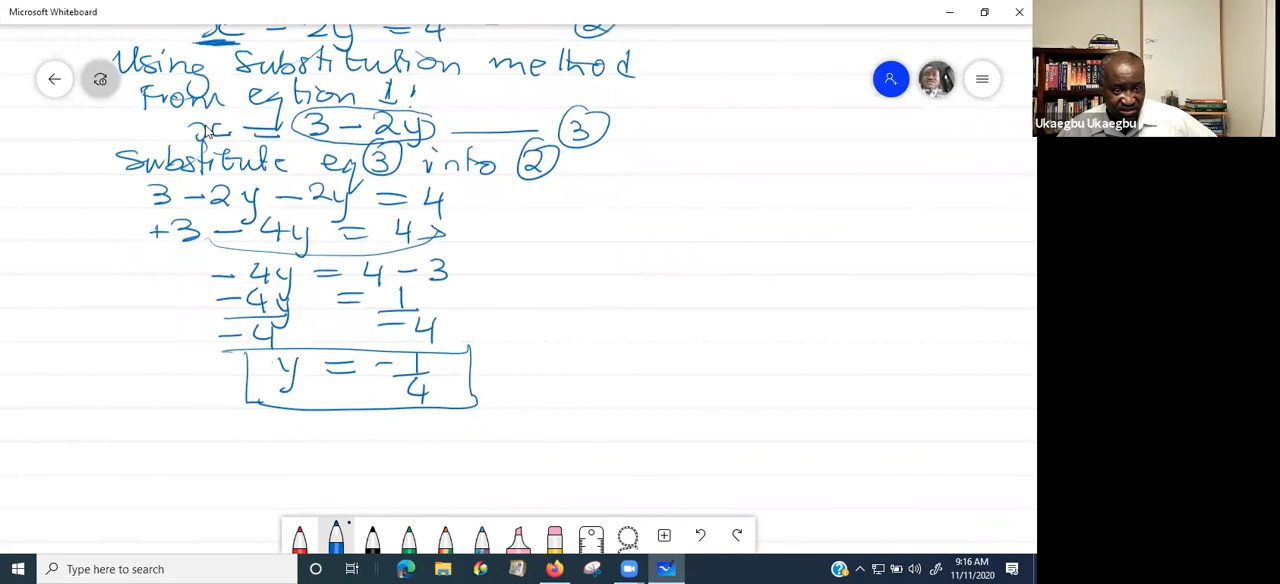 Microsoft Whiteboard
x - 2y = 4 ②
Using Substitution method
From eqtion 1:
x = 3 - 2y —— ③
Substitute eq ③ into ②
3 - 2y - 2y = 4
+3 - 4y = 4
- 4y = 4 - 3
-4y = 1
-4 -4
y = - 1
4
Ukaegbu Ukaegbu
Type here to search
9:16 AM
11/11/2020